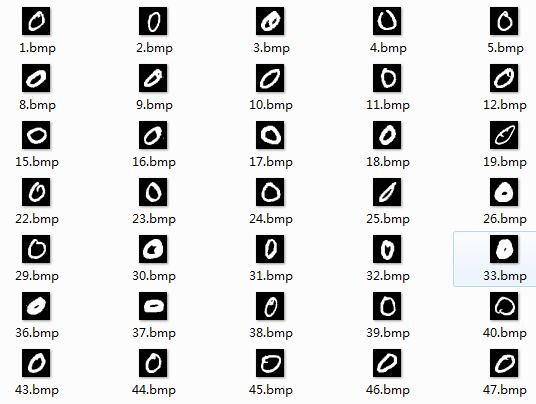 1.bmp 2.bmp 3.bmp 4.bmp 5.bmp
8.bmp 9.bmp 10.bmp 11.bmp 12.bmp
15.bmp 16.bmp 17.bmp 18.bmp 19.bmp
22.bmp 23.bmp 24.bmp 25.bmp 26.bmp
29.bmp 30.bmp 31.bmp 32.bmp 33.bmp
36.bmp 37.bmp 38.bmp 39.bmp 40.bmp
43.bmp 44.bmp 45.bmp 46.bmp 47.bmp